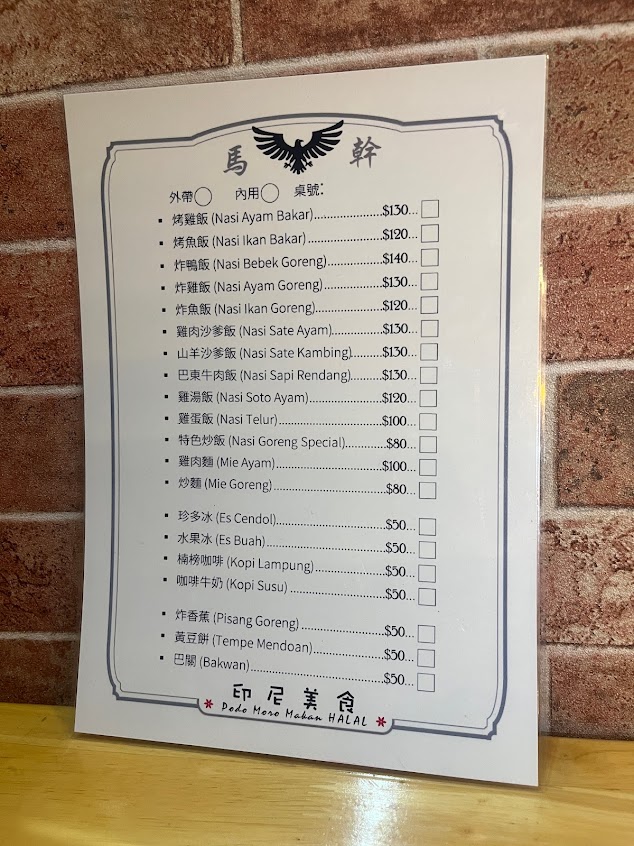 馬 幹
外帶○ 內用○ 桌號:
▪ 烤雞飯 (Nasi Ayam Bakar)......................$130...□
▪ 烤魚飯 (Nasi Ikan Bakar)........................$120...□
▪ 炸鴨飯 (Nasi Bebek Goreng)..................$140...□
▪ 炸雞飯 (Nasi Ayam Goreng)...................$130...□
▪ 炸魚飯 (Nasi Ikan Goreng)......................$120...□
▪ 雞肉沙爹飯 (Nasi Sate Ayam)................$130...□
▪ 山羊沙爹飯 (Nasi Sate Kambing)..........$130...□
▪ 巴東牛肉飯 (Nasi Sapi Rendang)..........$130...□
▪ 雞湯飯 (Nasi Soto Ayam)........................$120...□
▪ 雞蛋飯 (Nasi Telur)..................................$100...□
▪ 特色炒飯 (Nasi Goreng Special).............$80...□
▪ 雞肉麵 (Mie Ayam)...................................$100...□
▪ 炒麵 (Mie Goreng).....................................$80...□
▪ 珍多冰 (Es Cendol)....................................$50...□
▪ 水果冰 (Es Buah)........................................$50...□
▪ 楠榜咖啡 (Kopi Lampung).......................$50...□
▪ 咖啡牛奶 (Kopi Susu)...............................$50...□
▪ 炸香蕉 (Pisang Goreng)............................$50...□
▪ 黃豆餅 (Tempe Mendoan)........................$50...□
▪ 巴關 (Bakwan)............................................$50...□
印尼美食
* Podo Moro Makan HALAL *